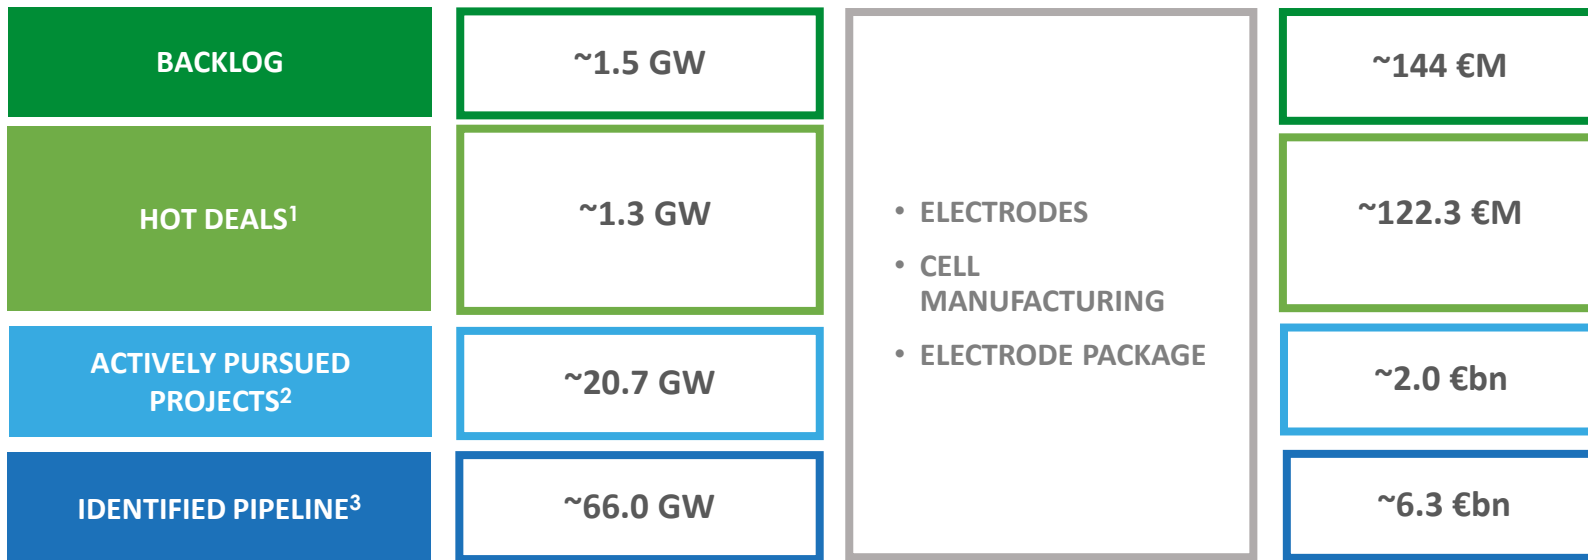 BACKLOG
~1.5 GW
~144 €M
HOT DEALS¹
~1.3 GW
~122.3 €M
• ELECTRODES
• CELL
MANUFACTURING
• ELECTRODE PACKAGE
ACTIVELY PURSUED
PROJECTS²
~20.7 GW
~2.0 €bn
IDENTIFIED PIPELINE³
~66.0 GW
~6.3 €bn